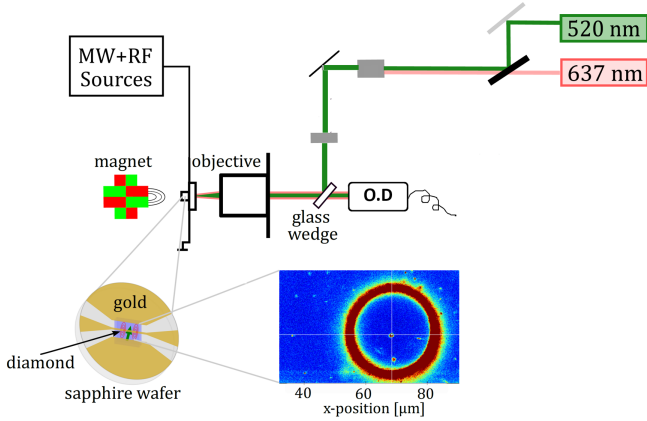 520 nm
MW+RF
Sources
637 nm
magnet
objective
O.D
glass
wedge
gold
diamond
sapphire wafer
40 60 80
x-position [μm]